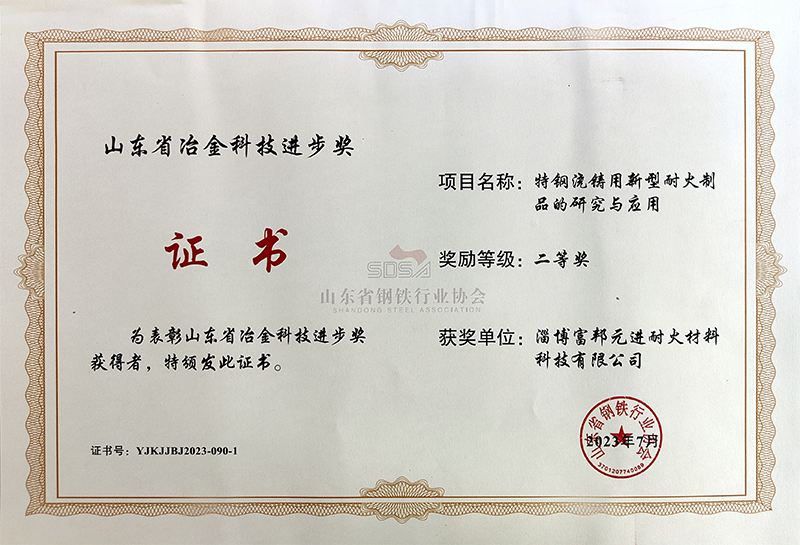 山东省冶金科技进步奖
证书
为表彰山东省冶金科技进步奖
获得者，特颁发此证书。
证书号：YJKJJBJ2023-090-1
SDSA
山东省钢铁行业协会
SHANDONG STEEL ASSOCIATION
项目名称：特钢浇铸用新型耐火制
品的研究与应用
奖励等级：二等奖
获奖单位：淄博富邦元进耐火材料
科技有限公司
山东省钢铁行业协会
2023年7月
3701207745088